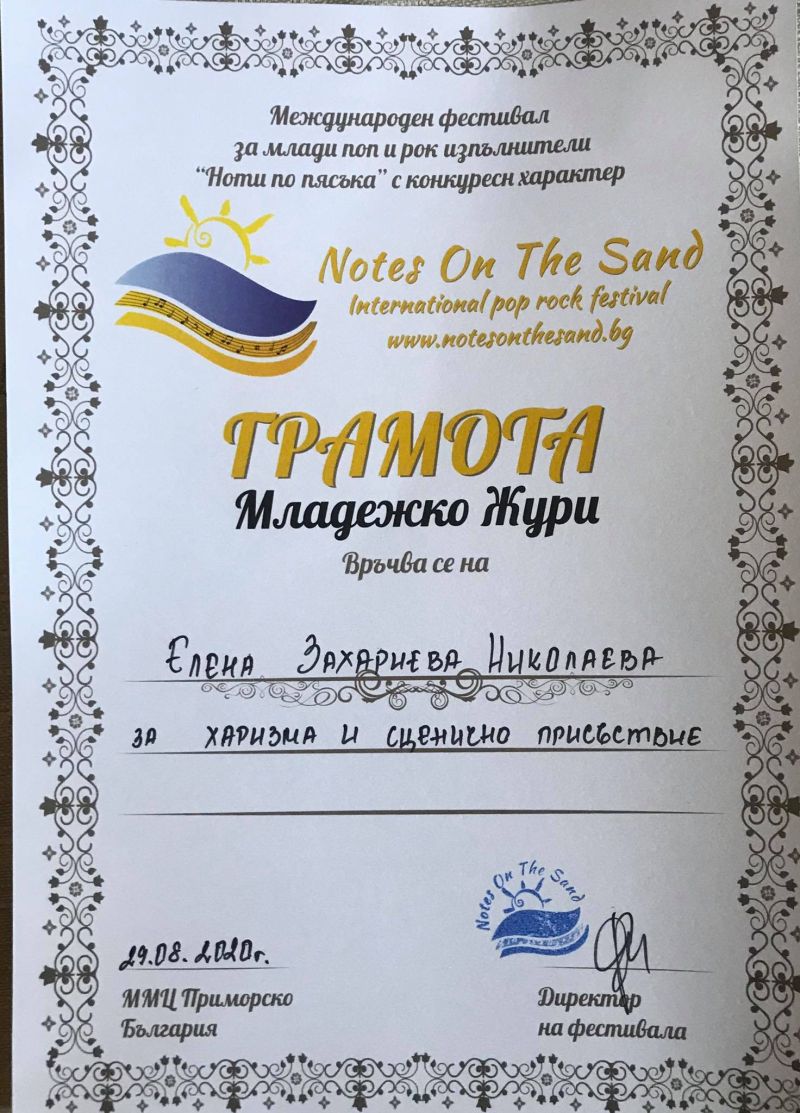 Международен фестивал
за млади поп и рок изпълнители
“Ноти по пясъка” с конкуресн характер
Notes On The Sand
International pop rock festival
www.notesonthesand.bg
ГРАМОТА
Младежко Жури
Връчва се на
Елена Захариева Николаева
за харизма и сценично присъствие
Notes On The Sand
29.08.2020г.
ММЦ Приморско
България
Директор
на фестивала